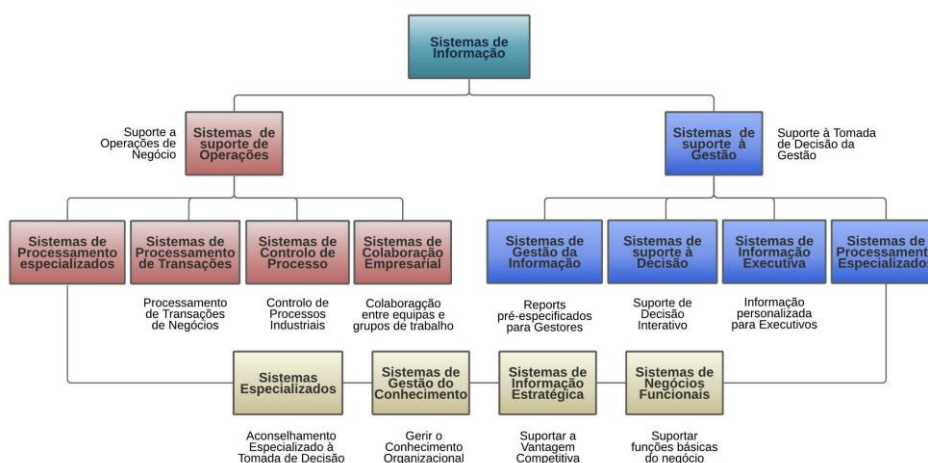 Sistemas de
Informação
Suporte a
Operações de
Negócio
Sistemas de
suporte de
Operações
Sistemas de
suporte à
Gestão
Suporte à Tomada
de Decisão da
Gestão
Sistemas de
Processamento
especializados
Sistemas de
Processamento
de Transações
Sistemas de
Controlo de
Processo
Sistemas de
Colaboração
Empresarial
Sistemas de
Gestão da
Informação
Sistemas de
suporte à
Decisão
Sistemas de
Informação
Executiva
Sistemas de
Processamento
Especializados
Processamento
de Transações
de Negócios
Controlo de
Processos
Industriais
Colaboragção
entre equipas e
grupos de trabalho
Reports
pré-especificados
para Gestores
Suporte de
Decisão
Interativo
Informação
personalizada
para Executivos
Sistemas
Especializados
Sistemas de
Gestão do
Conhecimento
Sistemas de
Informação
Estratégica
Sistemas de
Negócios
Funcionais
Aconselhamento
Especializado à
Tomada de Decisão
Gerir o
Conhecimento
Organizacional
Suportar a
Vantagem
Competitiva
Suportar
funções básicas
do negócio